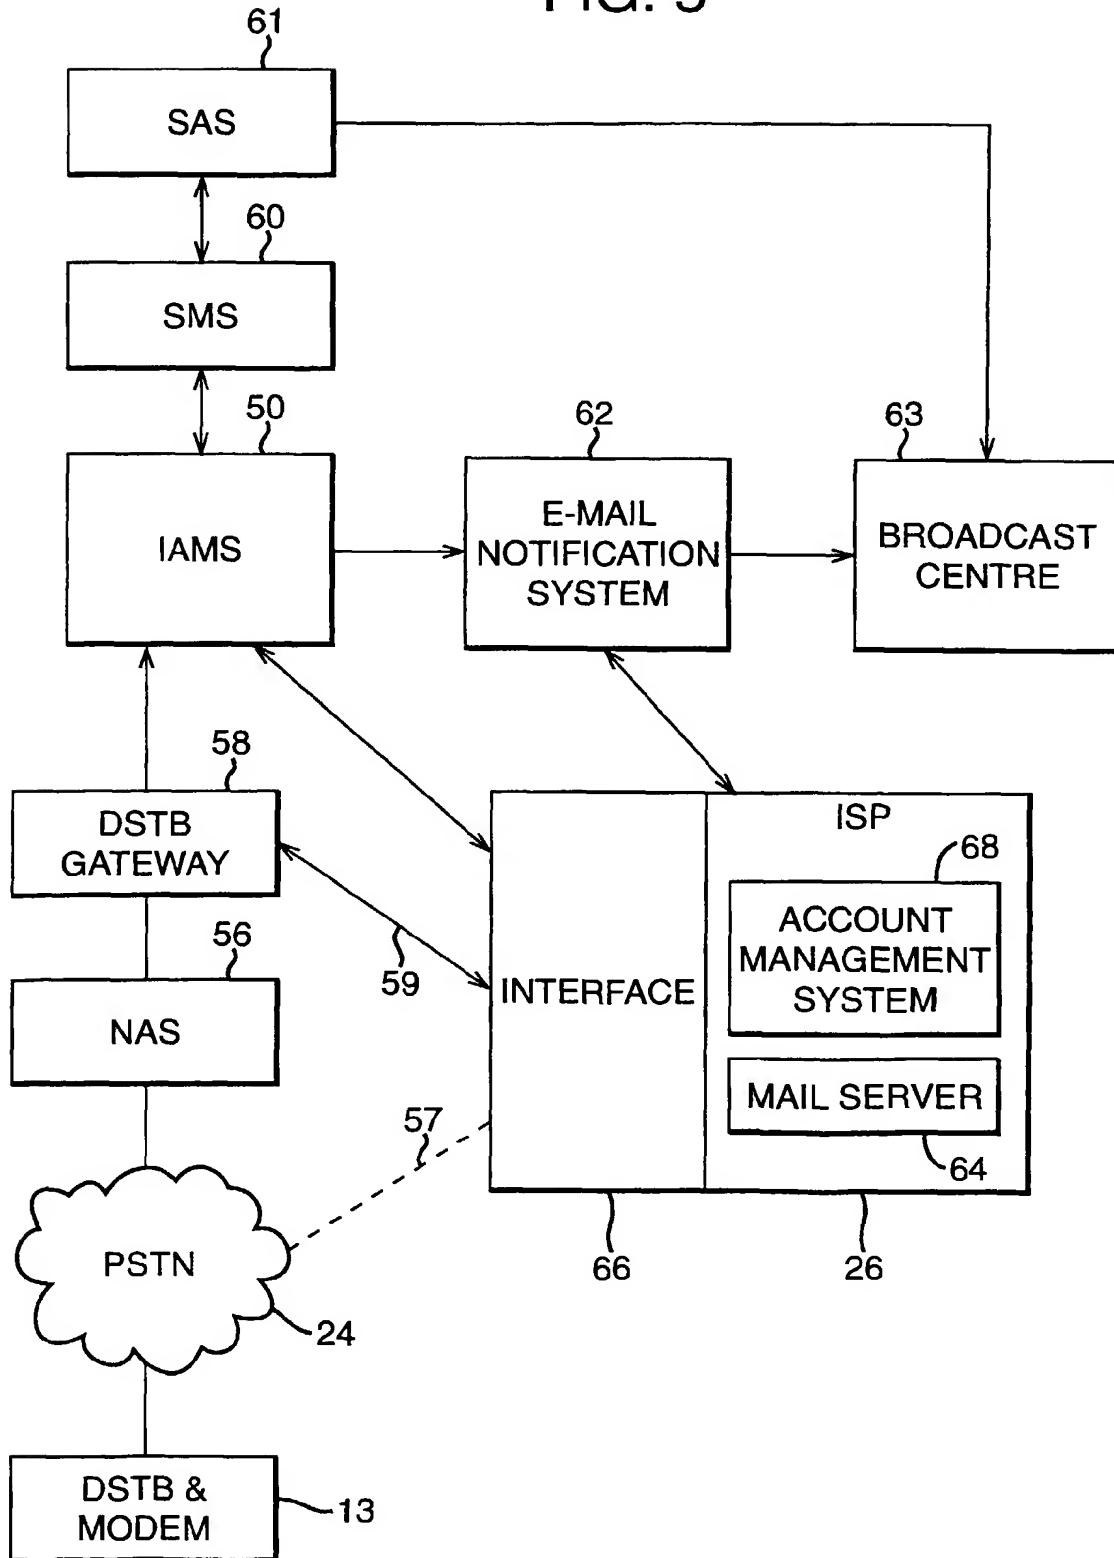 61
SAS
60
SMS
50
IAMS
62
E-MAIL
NOTIFICATION
SYSTEM
63
BROADCAST
CENTRE
58
DSTB
GATEWAY
59
56
NAS
57
INTERFACE
66
ISP
68
ACCOUNT
MANAGEMENT
SYSTEM
MAIL SERVER
64
26
PSTN
24
DSTB &
MODEM
13